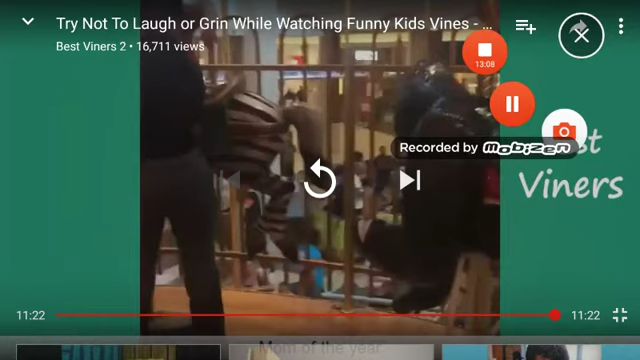 Try Not To Laugh or Grin While Watching Funny Kids Vines - ...
Best Viners 2 • 16,711 views
13:08
Recorded by mobizen
Viners
11:22
11:22
Mom of the year